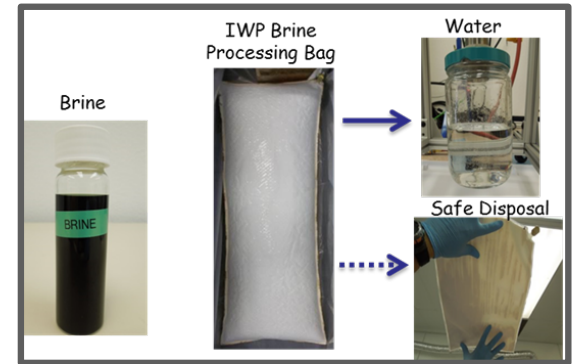 Brine
BRINE
IWP Brine
Processing Bag
Water
Safe Disposal